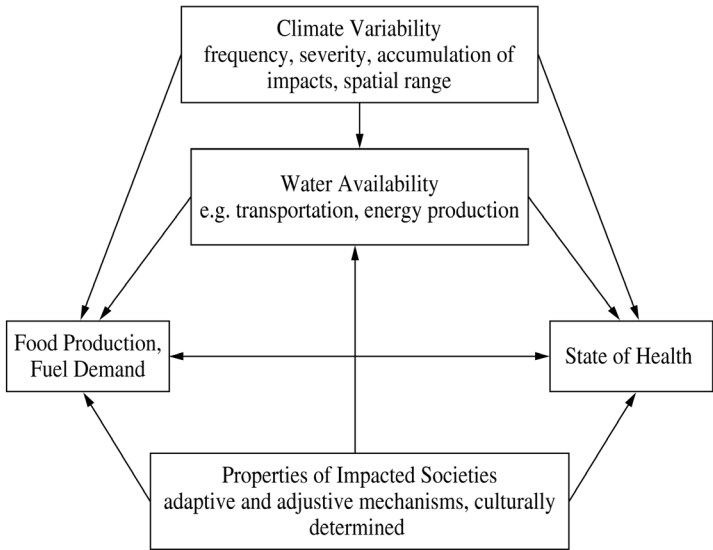 Climate Variability
frequency, severity, accumulation of
impacts, spatial range
Water Availability
e.g. transportation, energy production
Food Production,
Fuel Demand
State of Health
Properties of Impacted Societies
adaptive and adjustive mechanisms, culturally
determined